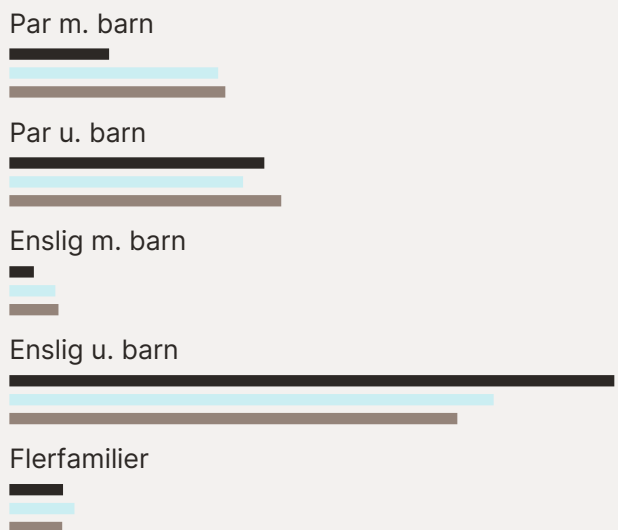 Par m. barn
Par u. barn
Enslig m. barn
Enslig u. barn
Flerfamilier